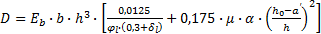 D = E_b · b · h^3 · [ 0,0125 / (φ_l·(0,3+δ_l)) + 0,175 · μ · α · ( (h_0−a′) / h )^2 ]